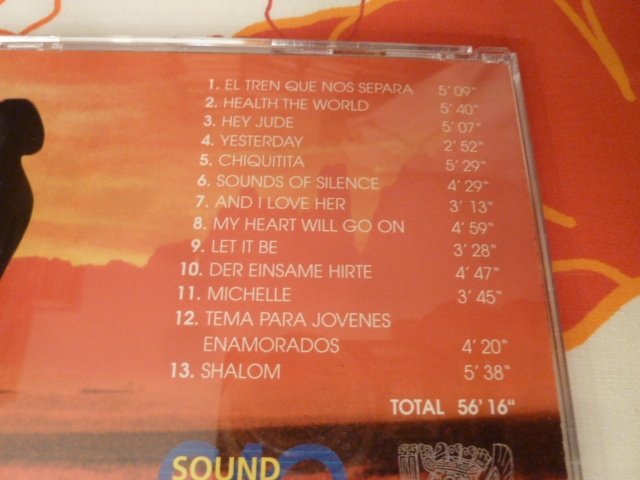 1. EL TREN QUE NOS SEPARA 5' 09"
2. HEALTH THE WORLD 5' 40"
3. HEY JUDE 5' 07"
4. YESTERDAY 2' 52"
5. CHIQUITITA 5' 29"
6. SOUNDS OF SILENCE 4' 29"
7. AND I LOVE HER 3' 13"
8. MY HEART WILL GO ON 4' 59"
9. LET IT BE 3' 28"
10. DER EINSAME HIRTE 4' 47"
11. MICHELLE 3' 45"
12. TEMA PARA JOVENES
ENAMORADOS 4' 20"
13. SHALOM 5' 38"
TOTAL 56' 16"
SOUND